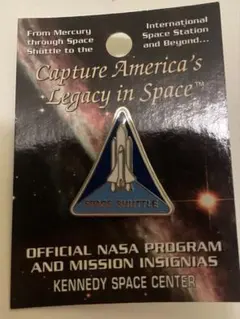 From Mercury
through Space
Shuttle to the
International
Space Station
and Beyond...
Capture America's
Legacy in Space™
SPACE SHUTTLE
OFFICIAL NASA PROGRAM
AND MISSION INSIGNIAS
KENNEDY SPACE CENTER